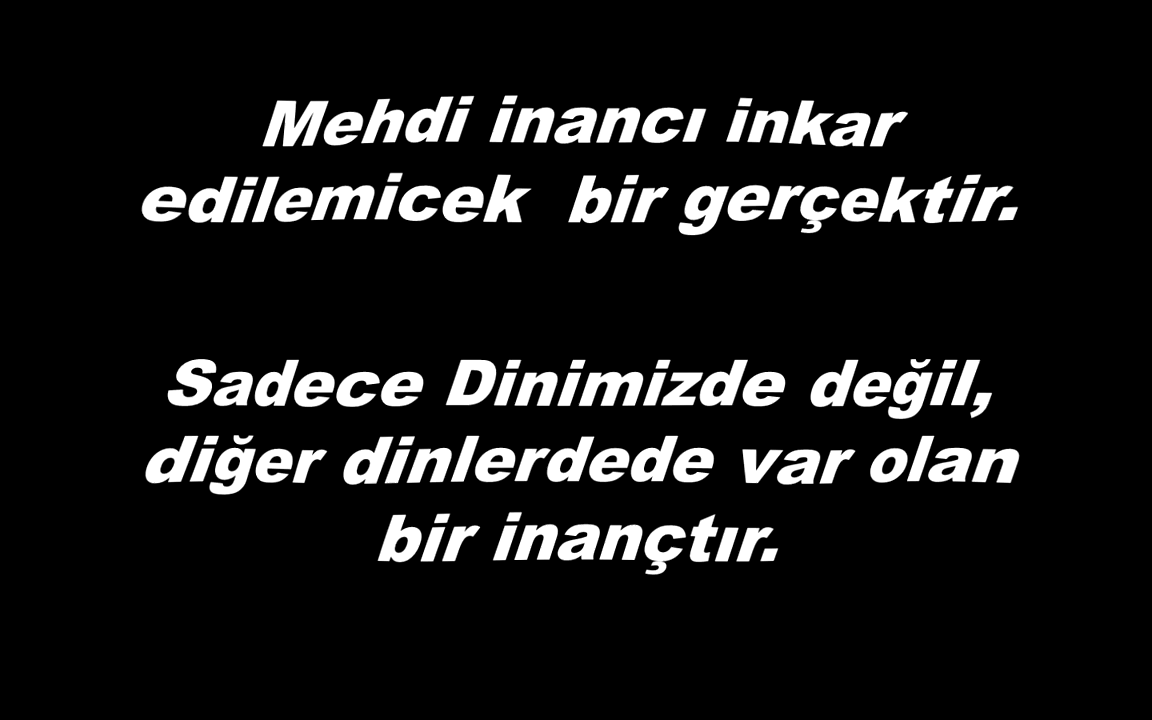 Mehdi inancı inkar
edilemicek bir gerçektir.
Sadece Dinimizde değil,
diğer dinlerdede var olan
bir inançtır.